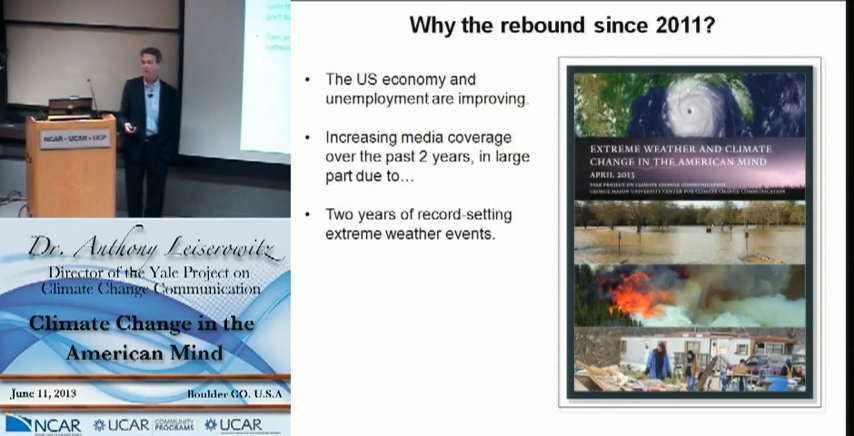 Why the rebound since 2011?
• The US economy and
unemployment are improving.
• Increasing media coverage
over the past 2 years, in large
part due to…
• Two years of record-setting
extreme weather events.
EXTREME WEATHER AND CLIMATE
CHANGE IN THE AMERICAN MIND
APRIL 2013
YALE PROJECT ON CLIMATE CHANGE COMMUNICATION
GEORGE MASON UNIVERSITY CENTER FOR CLIMATE CHANGE COMMUNICATION
NCAR · UCAR · UCP
Dr. Anthony Leiserowitz
Director of the Yale Project on
Climate Change Communication
Climate Change in the
American Mind
June 11, 2013
Boulder CO. U.S.A
NCAR
UCAR
COMMUNITY
PROGRAMS
UCAR